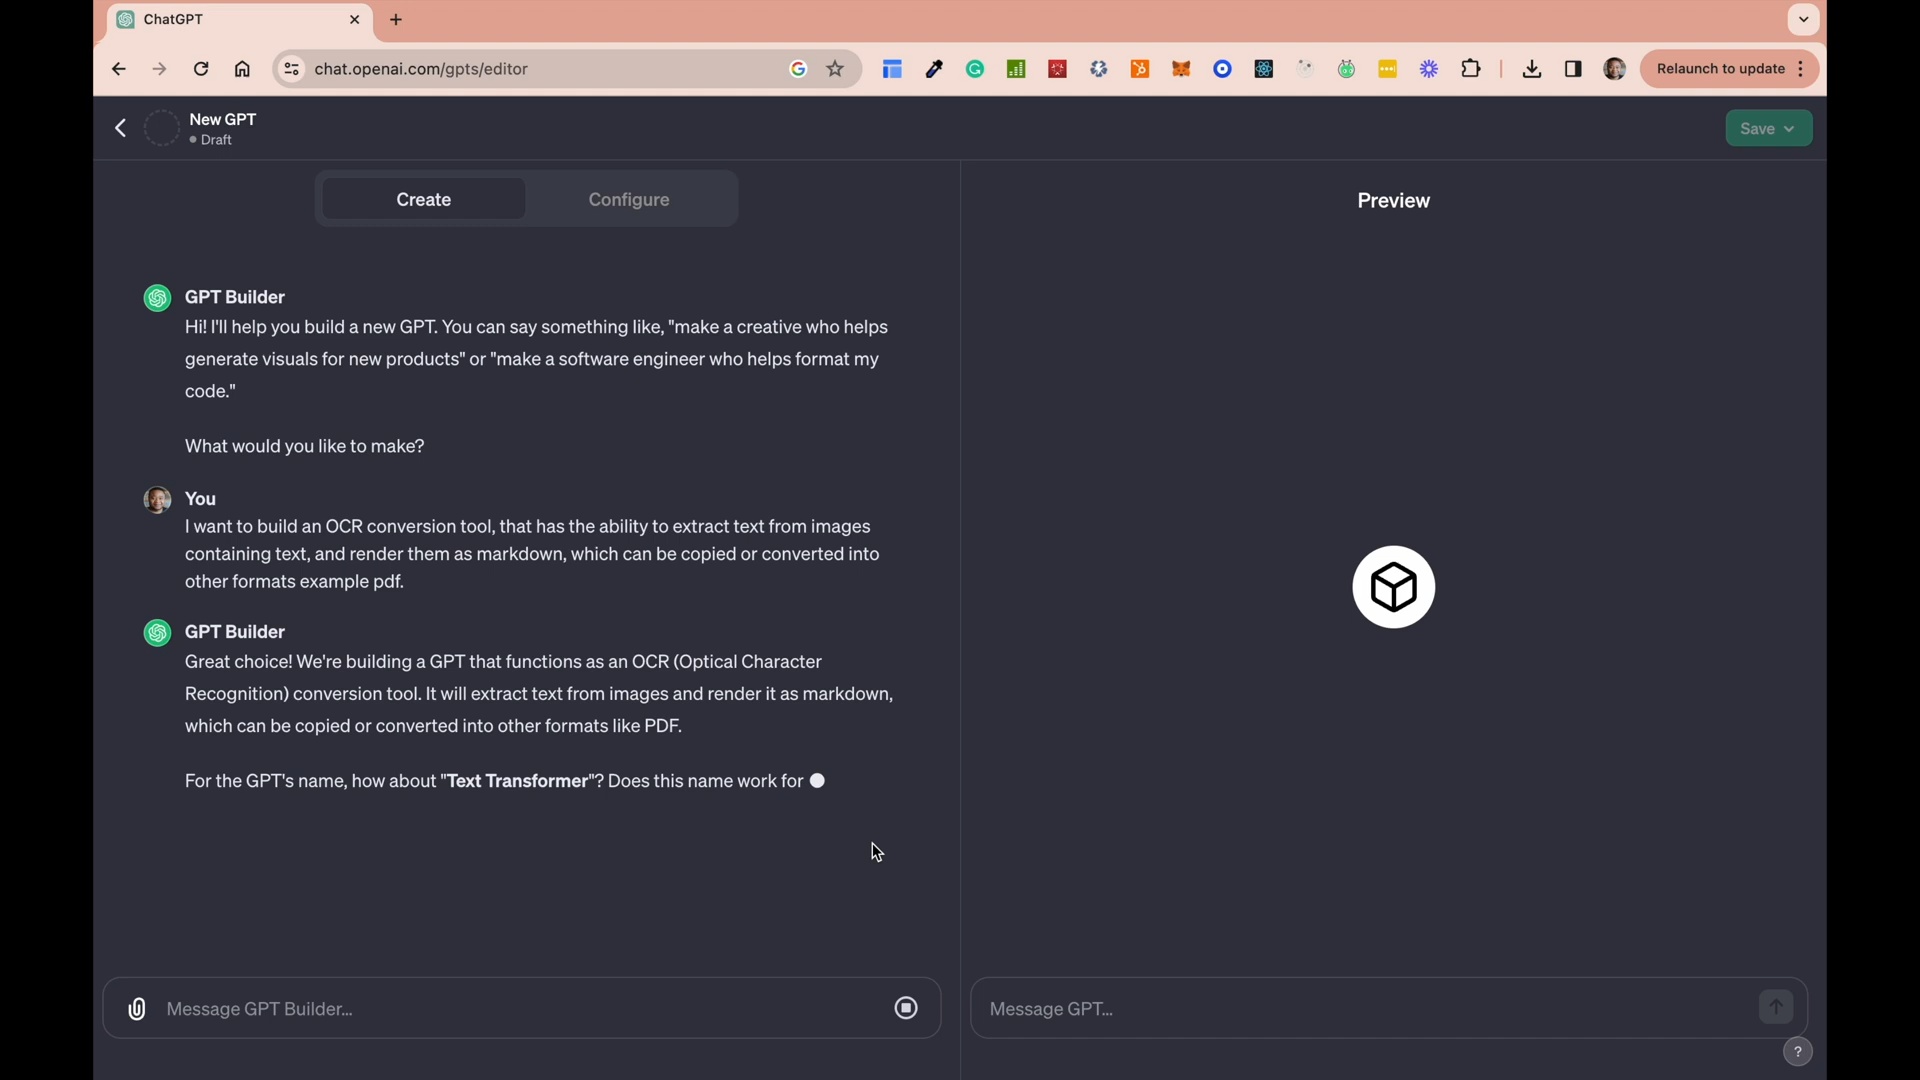 ChatGPT
chat.openai.com/gpts/editor
Relaunch to update
New GPT
Draft
Save
Create
Configure
Preview
GPT Builder
Hi! I'll help you build a new GPT. You can say something like, "make a creative who helps
generate visuals for new products" or "make a software engineer who helps format my
code."
What would you like to make?
You
I want to build an OCR conversion tool, that has the ability to extract text from images
containing text, and render them as markdown, which can be copied or converted into
other formats example pdf.
GPT Builder
Great choice! We're building a GPT that functions as an OCR (Optical Character
Recognition) conversion tool. It will extract text from images and render it as markdown,
which can be copied or converted into other formats like PDF.
For the GPT's name, how about "Text Transformer"? Does this name work for
Message GPT Builder...
Message GPT...
?